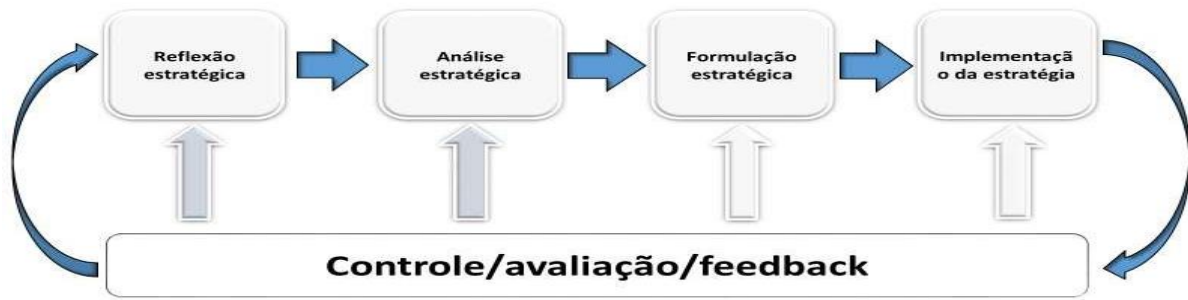 Reflexão
estratégica
Análise
estratégica
Formulação
estratégica
Implementaçã
o da estratégia
Controle/avaliação/feedback